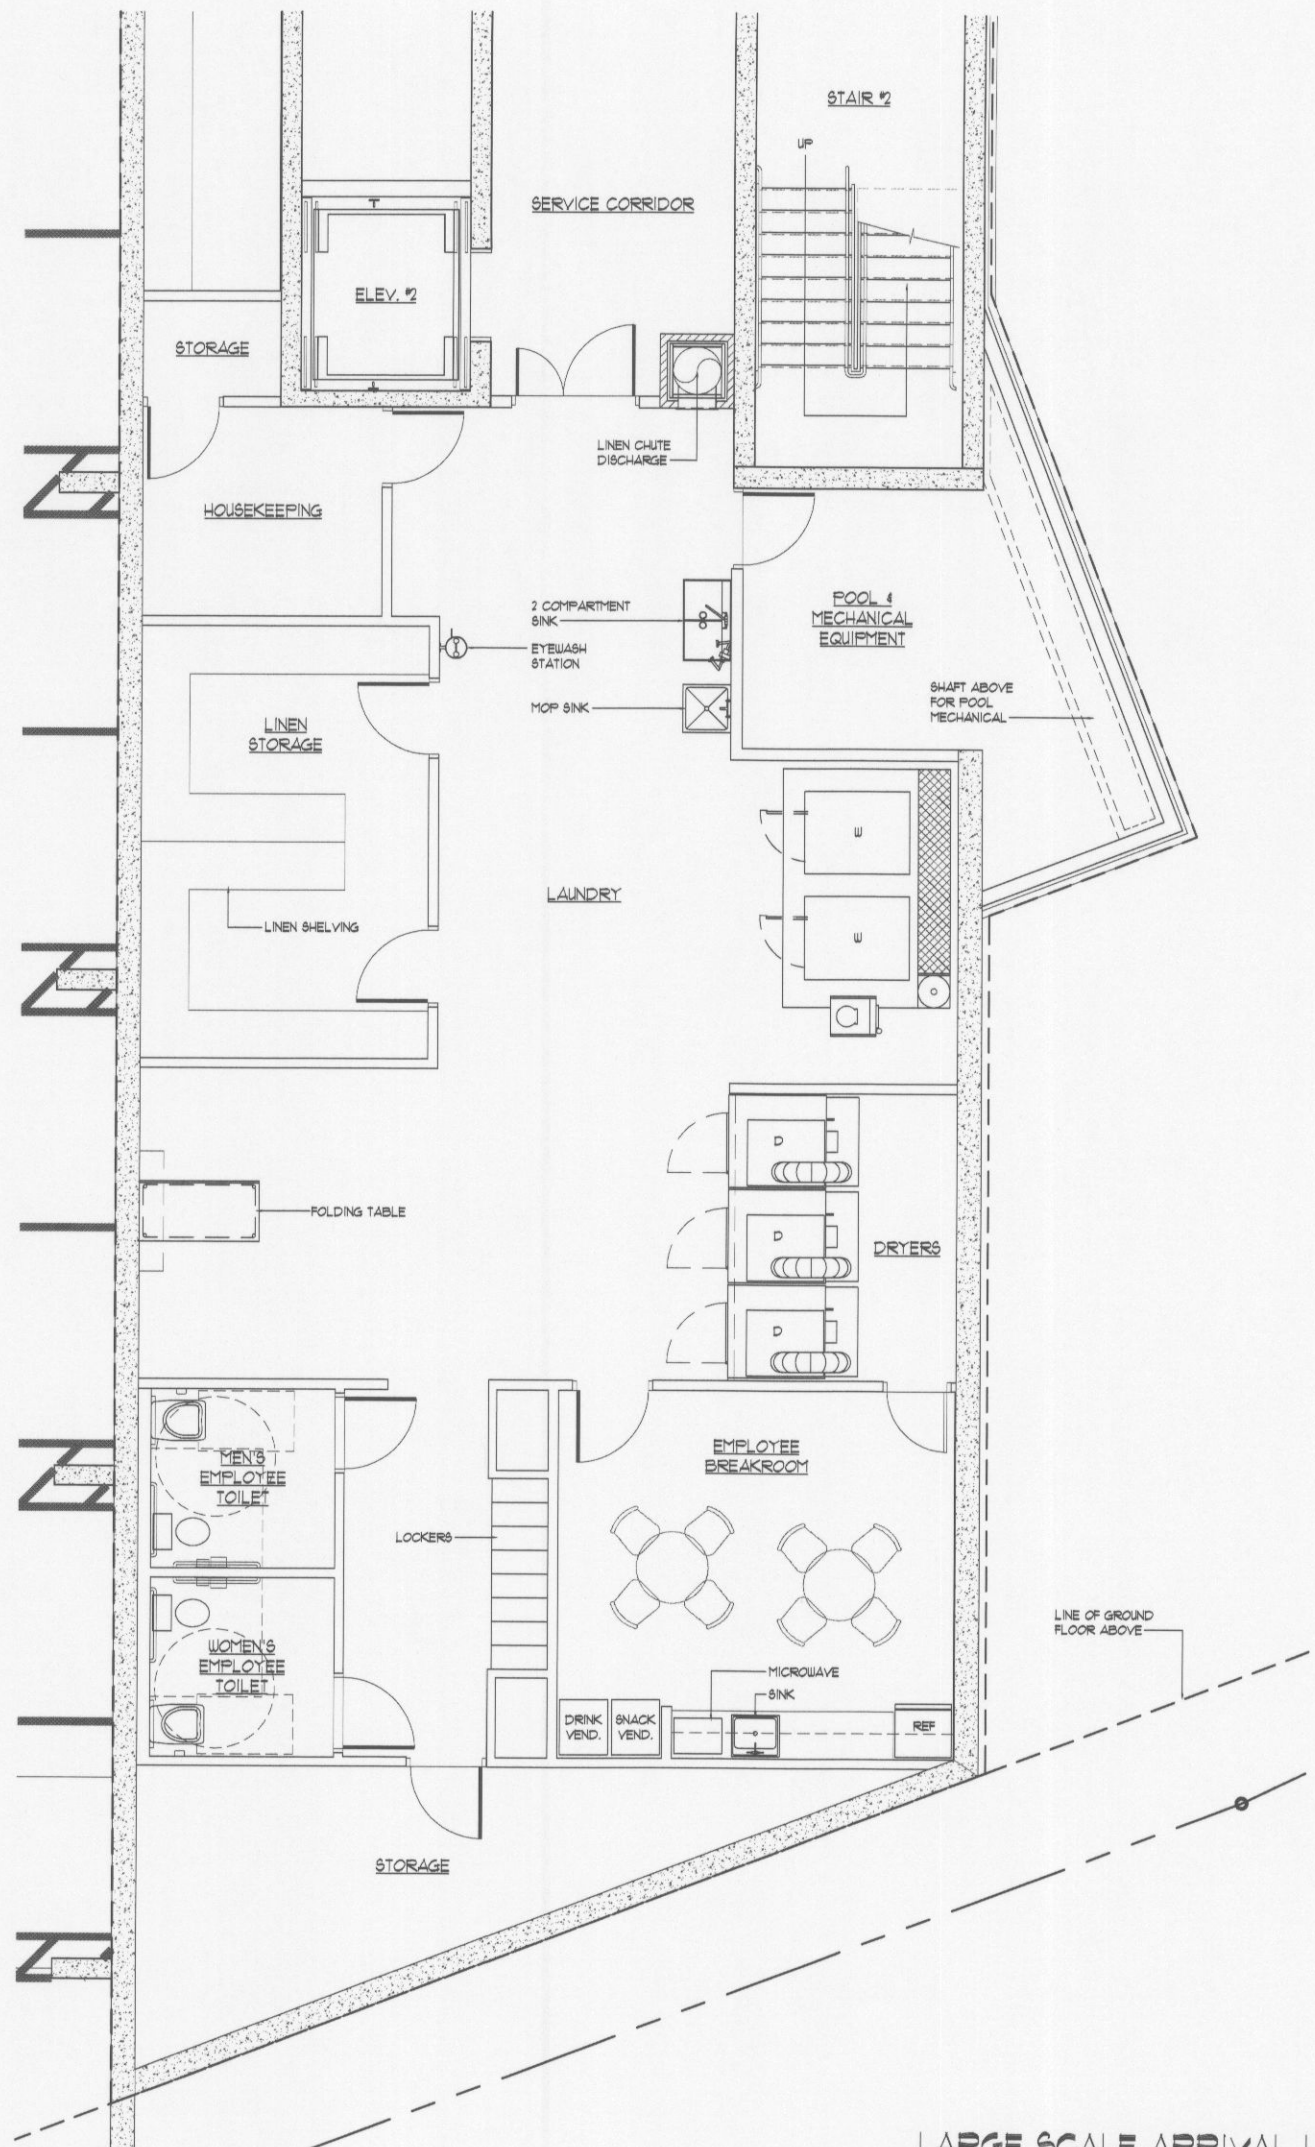 STAIR #2
UP
SERVICE CORRIDOR
ELEV. #2
STORAGE
LINEN CHUTE
DISCHARGE
HOUSEKEEPING
2 COMPARTMENT
SINK
EYEWASH
STATION
POOL &
MECHANICAL
EQUIPMENT
MOP SINK
SHAFT ABOVE
FOR POOL
MECHANICAL
LINEN
STORAGE
W
LAUNDRY
LINEN SHELVING
W
D
FOLDING TABLE
D
DRYERS
D
MEN'S
EMPLOYEE
TOILET
EMPLOYEE
BREAKROOM
LOCKERS
WOMEN'S
EMPLOYEE
TOILET
LINE OF GROUND
FLOOR ABOVE
MICROWAVE
SINK
DRINK
VEND.
SNACK
VEND.
REF
STORAGE
LARGE SCALE ARRIVAL